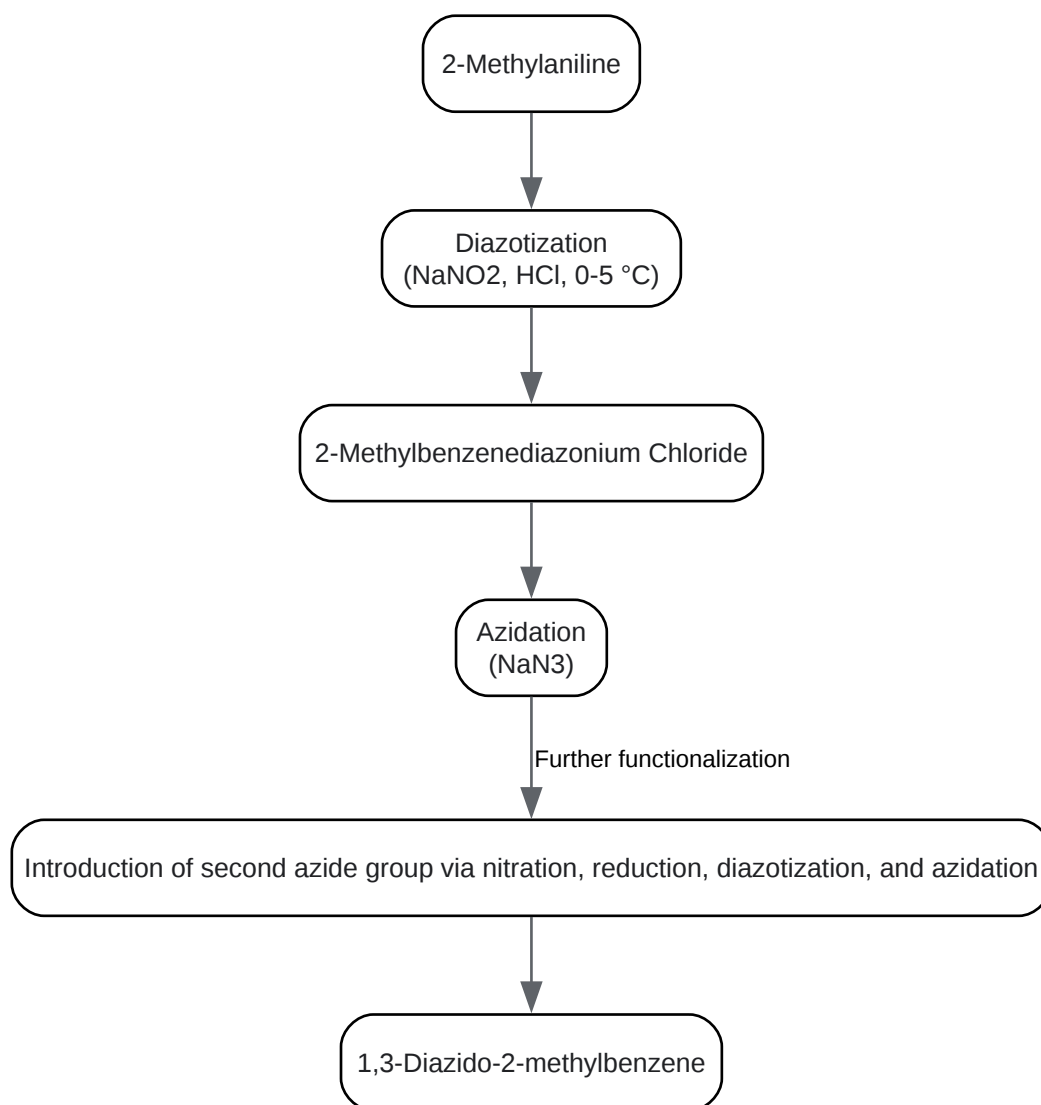 2-Methylaniline
Diazotization
(NaNO2, HCl, 0-5 °C)
2-Methylbenzenediazonium Chloride
Azidation
(NaN3)
Further functionalization
Introduction of second azide group via nitration, reduction, diazotization, and azidation
1,3-Diazido-2-methylbenzene